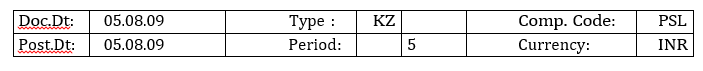 Doc.Dt: 05.08.09 Type : KZ Comp. Code: PSL
Post.Dt: 05.08.09 Period: 5 Currency: INR